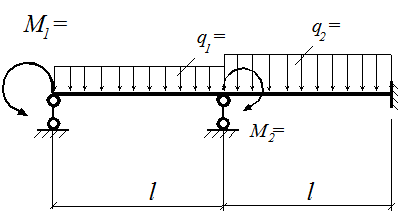 M₁=
q₁=
q₂=
M₂=
l
l